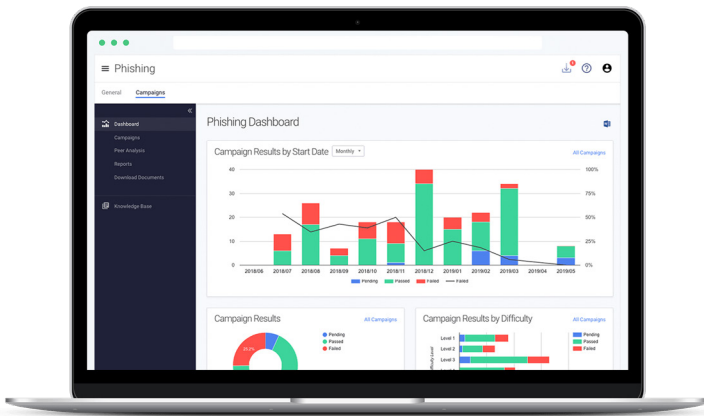 Phishing
General Campaigns
Dashboard
Campaigns
Peer Analysis
Reports
Download Documents
Knowledge Base
Phishing Dashboard
Campaign Results by Start Date Monthly All Campaigns
40 100%
30 75%
20 50%
10 25%
0 0%
2018/06 2018/07 2018/08 2018/09 2018/10 2018/11 2018/12 2019/01 2019/02 2019/03 2019/04 2019/05
Pending Passed Failed Failed
Campaign Results All Campaigns
Pending
Passed
Failed
Campaign Results by Difficulty All Campaigns
Level 1
Level 2
Level 3
Pending
Passed
Failed